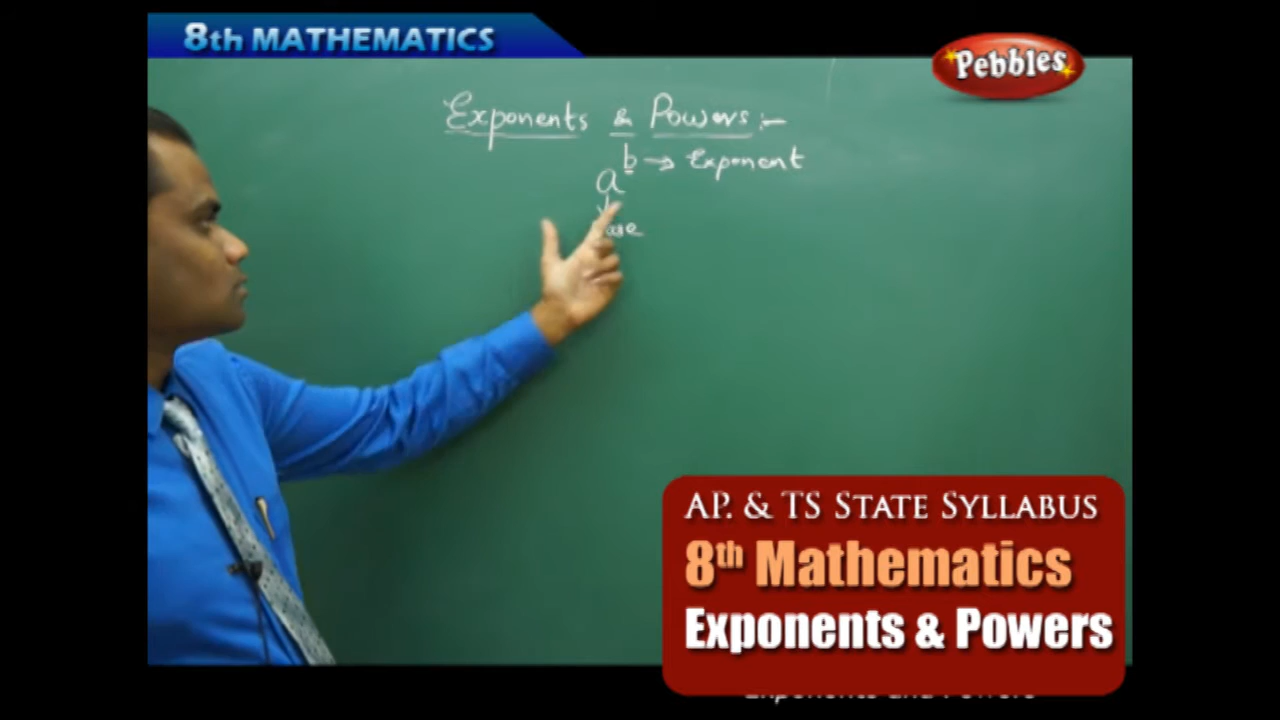 8th MATHEMATICS
Pebbles
Exponents & Powers :-
b → Exponent
a
AP. & TS STATE SYLLABUS
8th Mathematics
Exponents & Powers